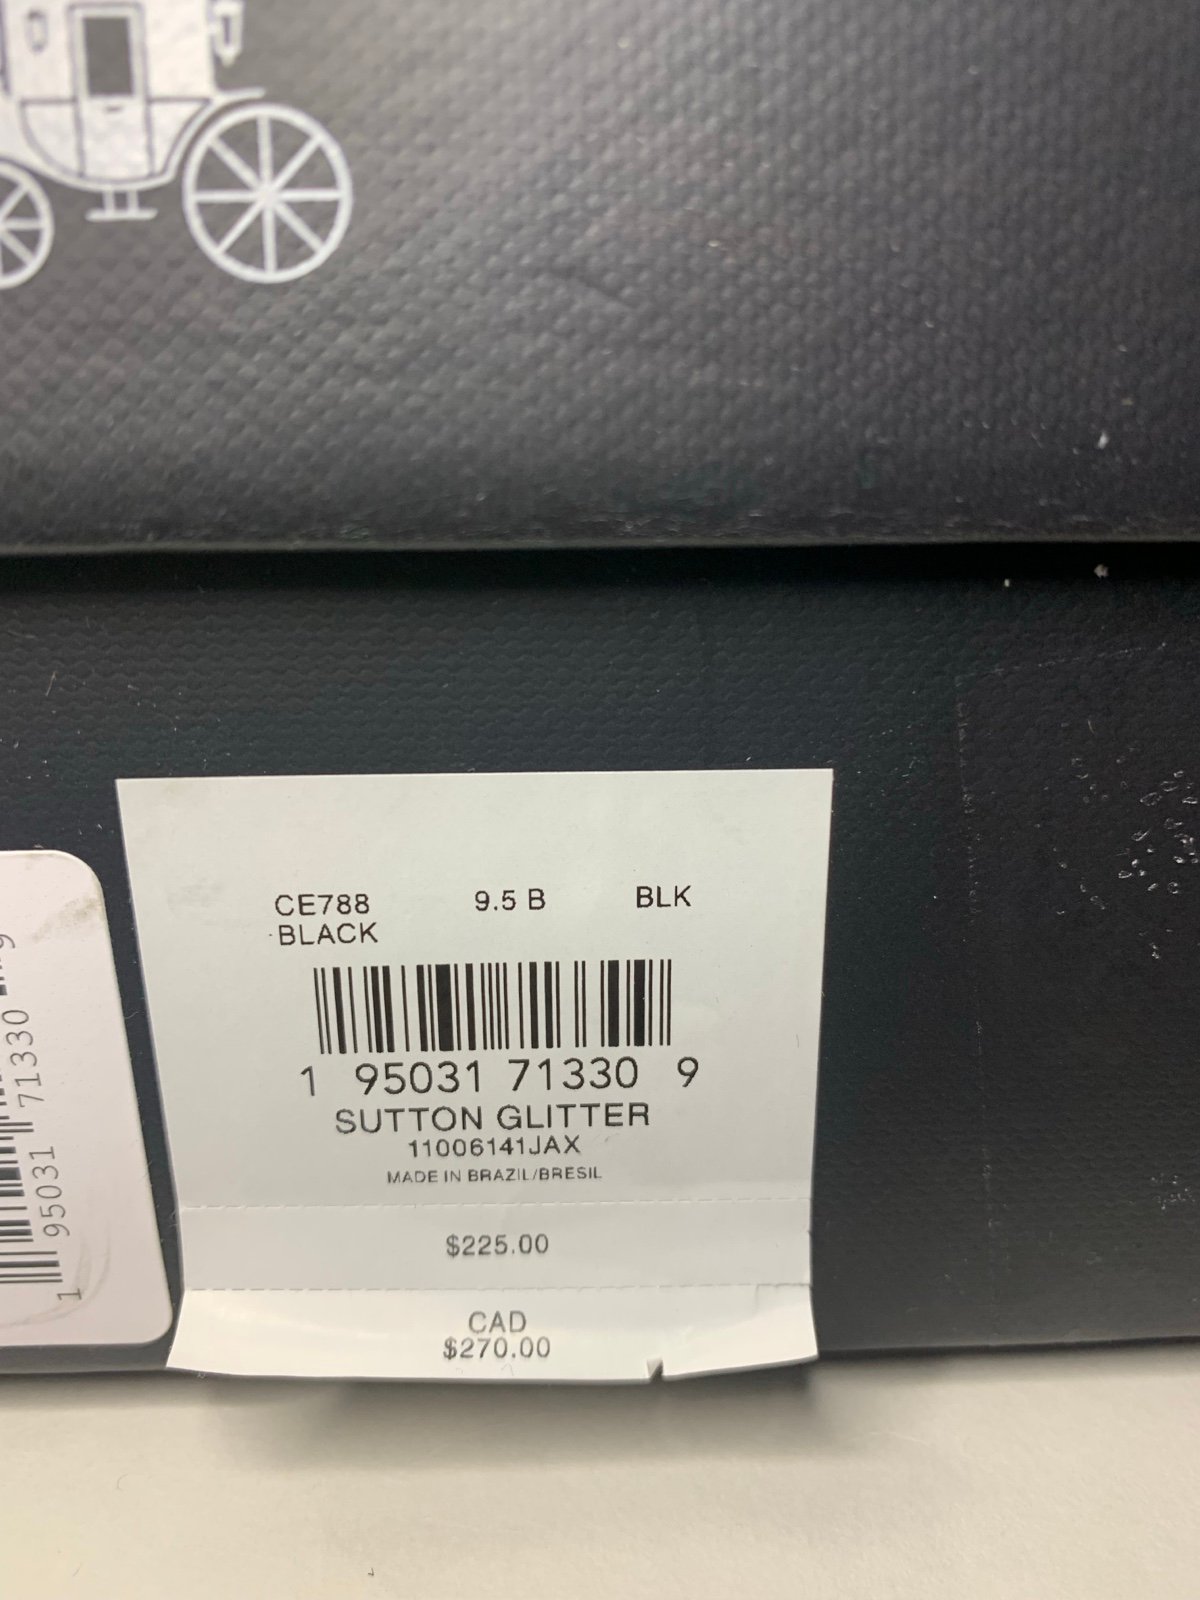 CE788 9.5 B BLK
BLACK
1 95031 71330 9
SUTTON GLITTER
11006141JAX
MADE IN BRAZIL/BRESIL
$225.00
CAD
$270.00
1 95031 71330 9